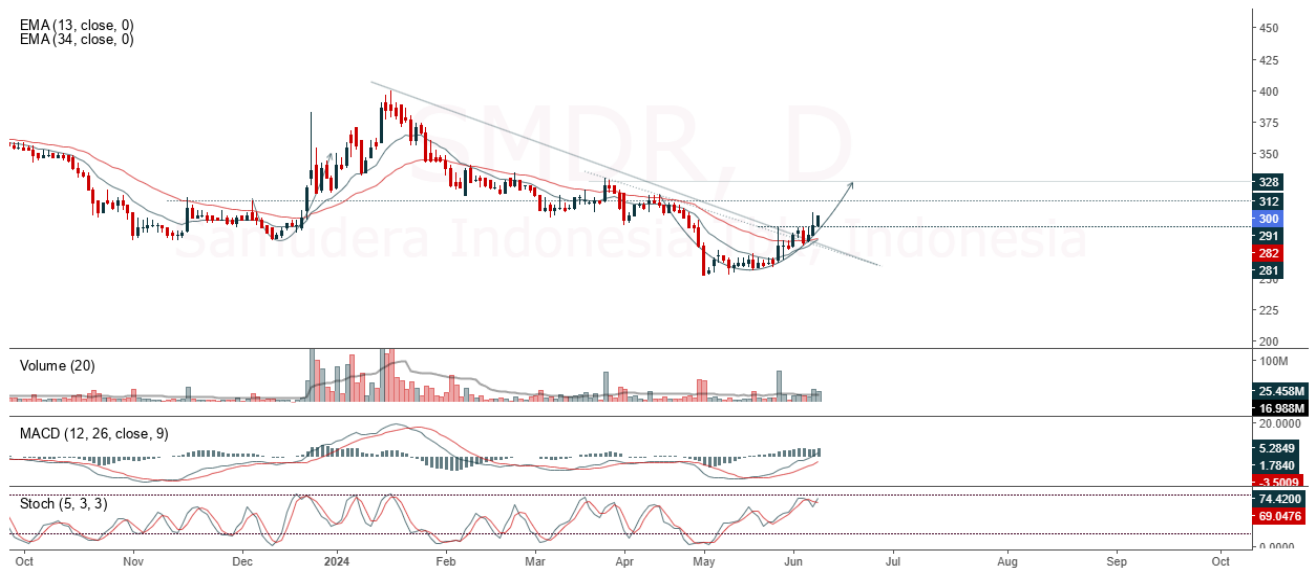 EMA (13, close, 0)
EMA (34, close, 0)
SMDR, D
Samudera Indonesia Indonesia
450
425
400
375
350
328
312
300
291
282
281
250
225
200
Volume (20)
100M
25.458M
16.988M
MACD (12, 26, close, 9)
20.0000
5.2849
1.7840
-3.5009
Stoch (5, 3, 3)
74.4200
69.0476
0.0000
Oct Nov Dec 2024 Feb Mar Apr May Jun Jul Aug Sep Oct